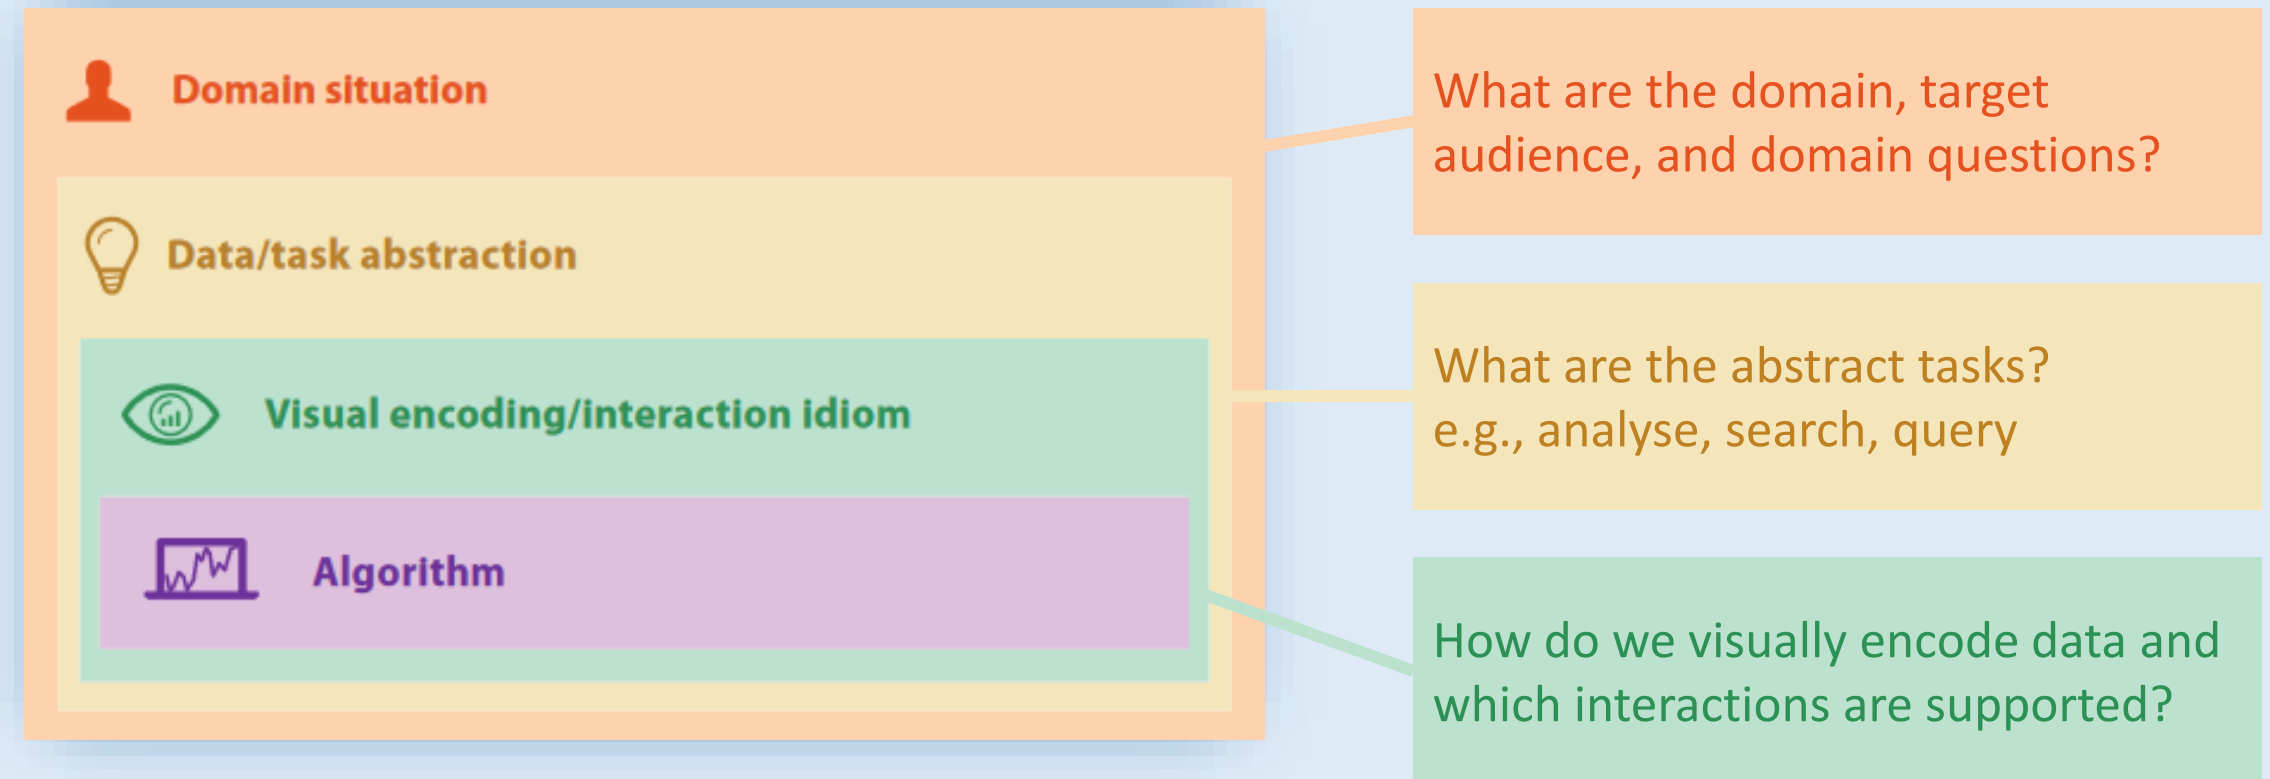 Domain situation
What are the domain, target
audience, and domain questions?
Data/task abstraction
What are the abstract tasks?
e.g., analyse, search, query
Visual encoding/interaction idiom
Algorithm
How do we visually encode data and
which interactions are supported?